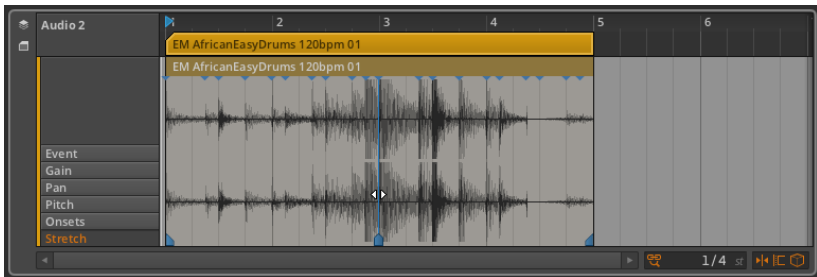 Audio 2
1 2 3 4 5 6
EM AfricanEasyDrums 120bpm 01
EM AfricanEasyDrums 120bpm 01
Event
Gain
Pan
Pitch
Onsets
Stretch
1/4 st